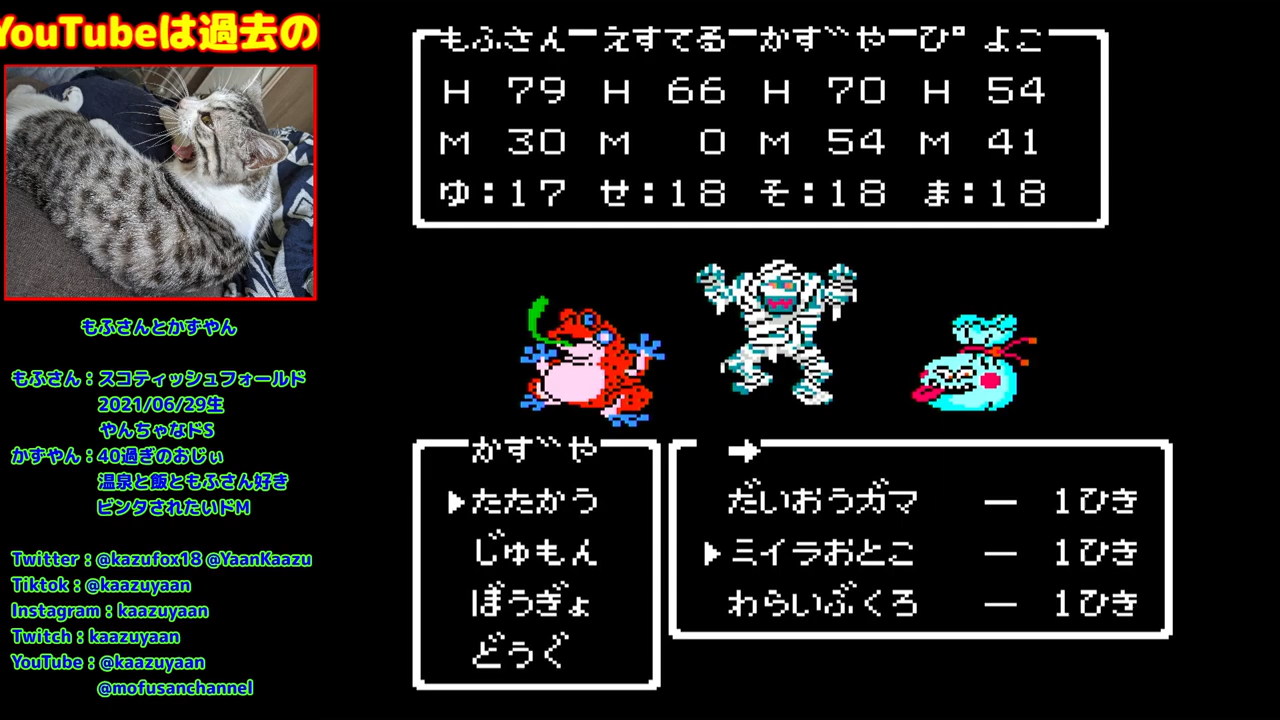 YouTubeは過去の
もふさんとかずやん
もふさん：スコティッシュフォールド
2021/06/29生
やんちゃなドS
かずやん：40過ぎのおじぃ
温泉と飯ともふさん好き
ビンタされたいドM
Twitter：@kazufox18 @YaanKaazu
Tiktok：@kaazuyaan
Instagram：kaazuyaan
Twitch：kaazuyaan
YouTube：@kaazuyaan
@mofusanchannel
もふさん えすてる かず゛や ひ゜よこ
H 79 H 66 H 70 H 54
M 30 M 0 M 54 M 41
ゆ:17 せ:18 そ:18 ま:18
かす゛や
▶たたかう
じゅもん
ぼうぎょ
どうぐ
➡
だいおうガマ ー 1ひき
▶ミイラおとこ ー 1ひき
わらいぶくろ ー 1ひき